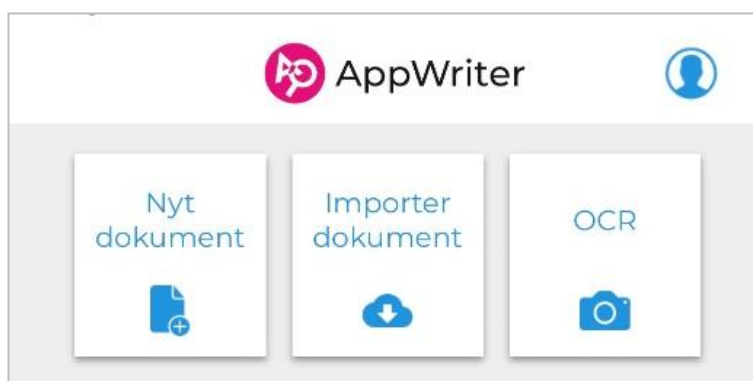 AppWriter
Nyt
dokument
Importer
dokument
OCR